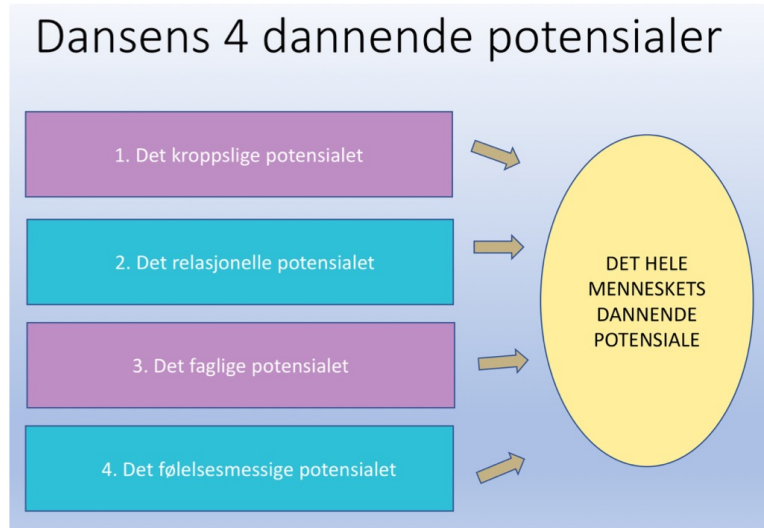 Dansens 4 dannende potensialer
1. Det kroppslige potensialet
2. Det relasjonelle potensialet
3. Det faglige potensialet
4. Det følelsesmessige potensialet
DET HELE
MENNESKETS
DANNENDE
POTENSIALE